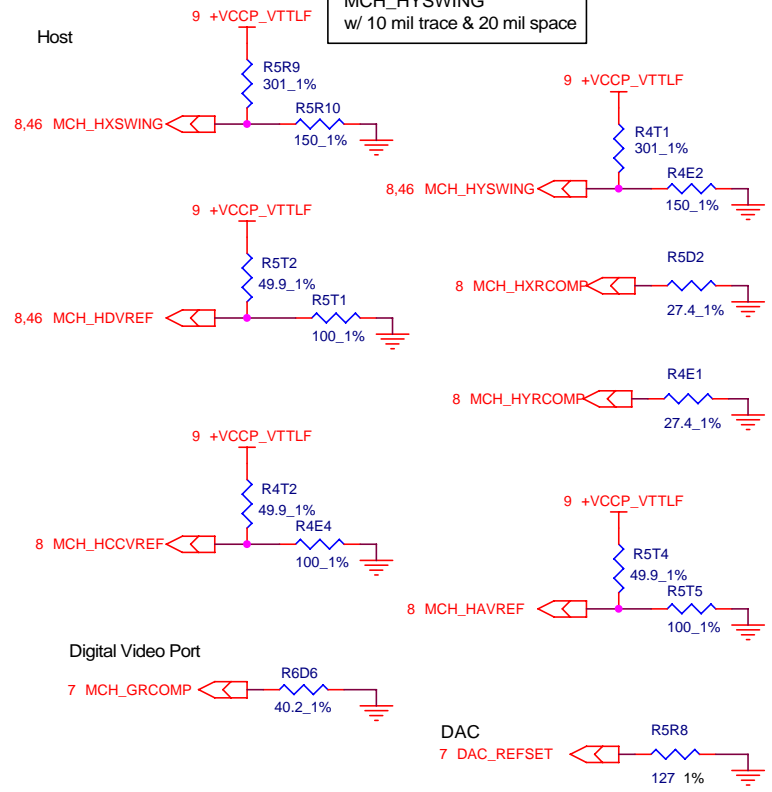 MCH_HYSWING
w/ 10 mil trace & 20 mil space
Host
9 +VCCP_VTTLF
R5R9
301_1%
R5R10
150_1%
8,46 MCH_HXSWING
9 +VCCP_VTTLF
R4T1
301_1%
R4E2
150_1%
8,46 MCH_HYSWING
9 +VCCP_VTTLF
R5T2
49.9_1%
R5T1
100_1%
8,46 MCH_HDVREF
R5D2
8 MCH_HXRCOMP
27.4_1%
R4E1
8 MCH_HYRCOMP
27.4_1%
9 +VCCP_VTTLF
R4T2
49.9_1%
R4E4
100_1%
8 MCH_HCCVREF
9 +VCCP_VTTLF
R5T4
49.9_1%
R5T5
100_1%
8 MCH_HAVREF
Digital Video Port
R6D6
7 MCH_GRCOMP
40.2_1%
DAC
R5R8
7 DAC_REFSET
127 1%